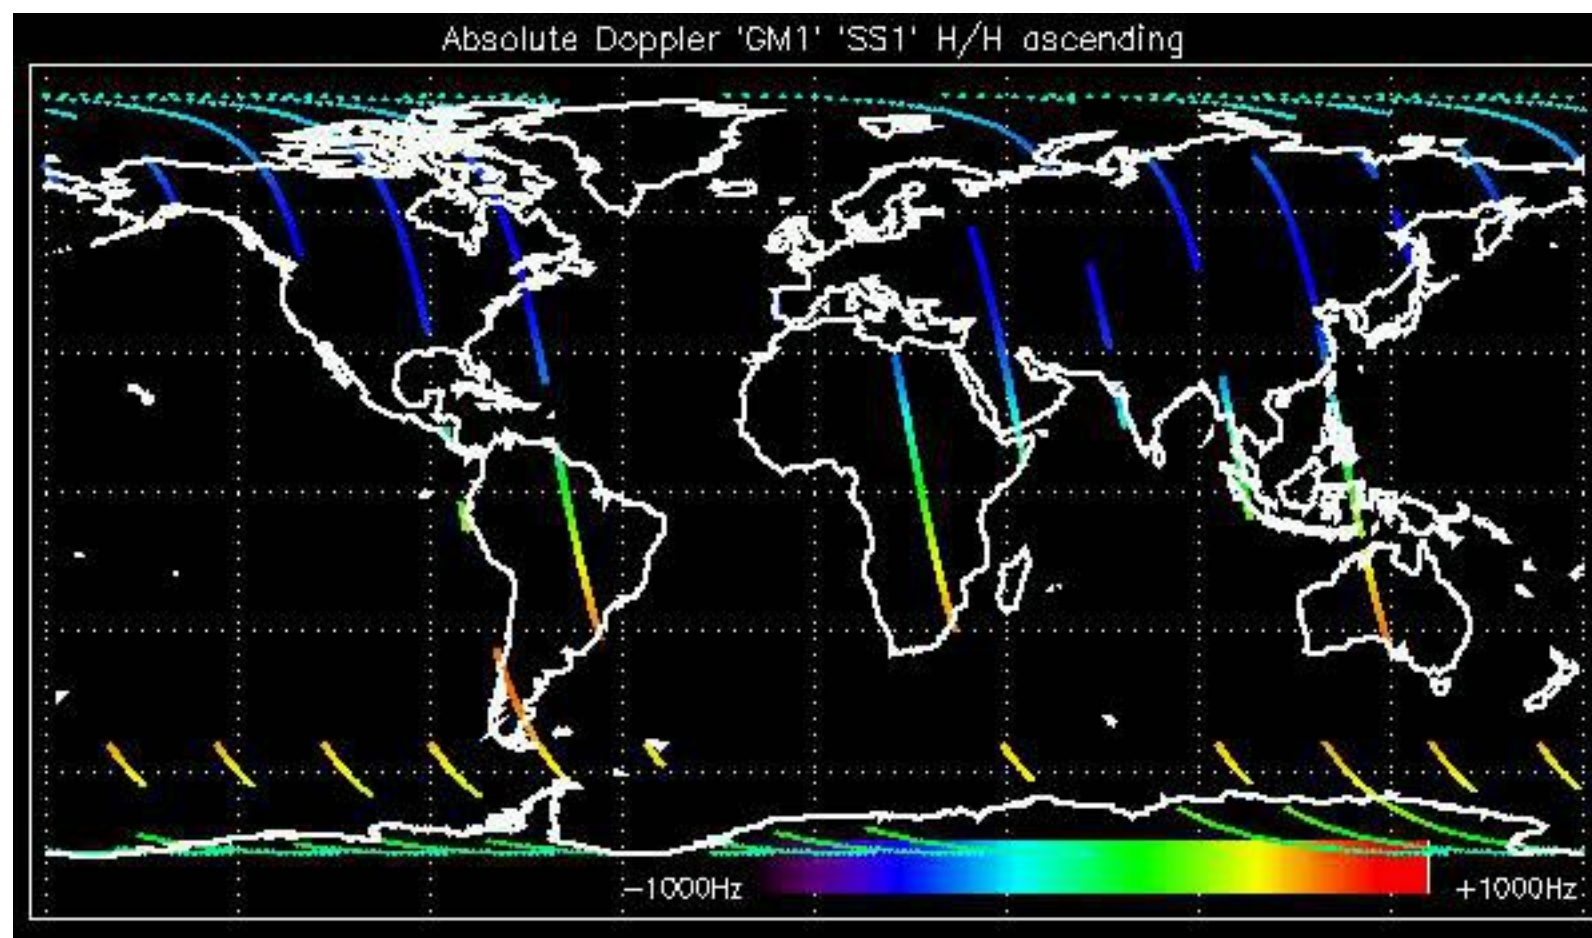 Absolute Doppler 'GM1' 'SS1' H/H ascending
−1000Hz
+1000Hz